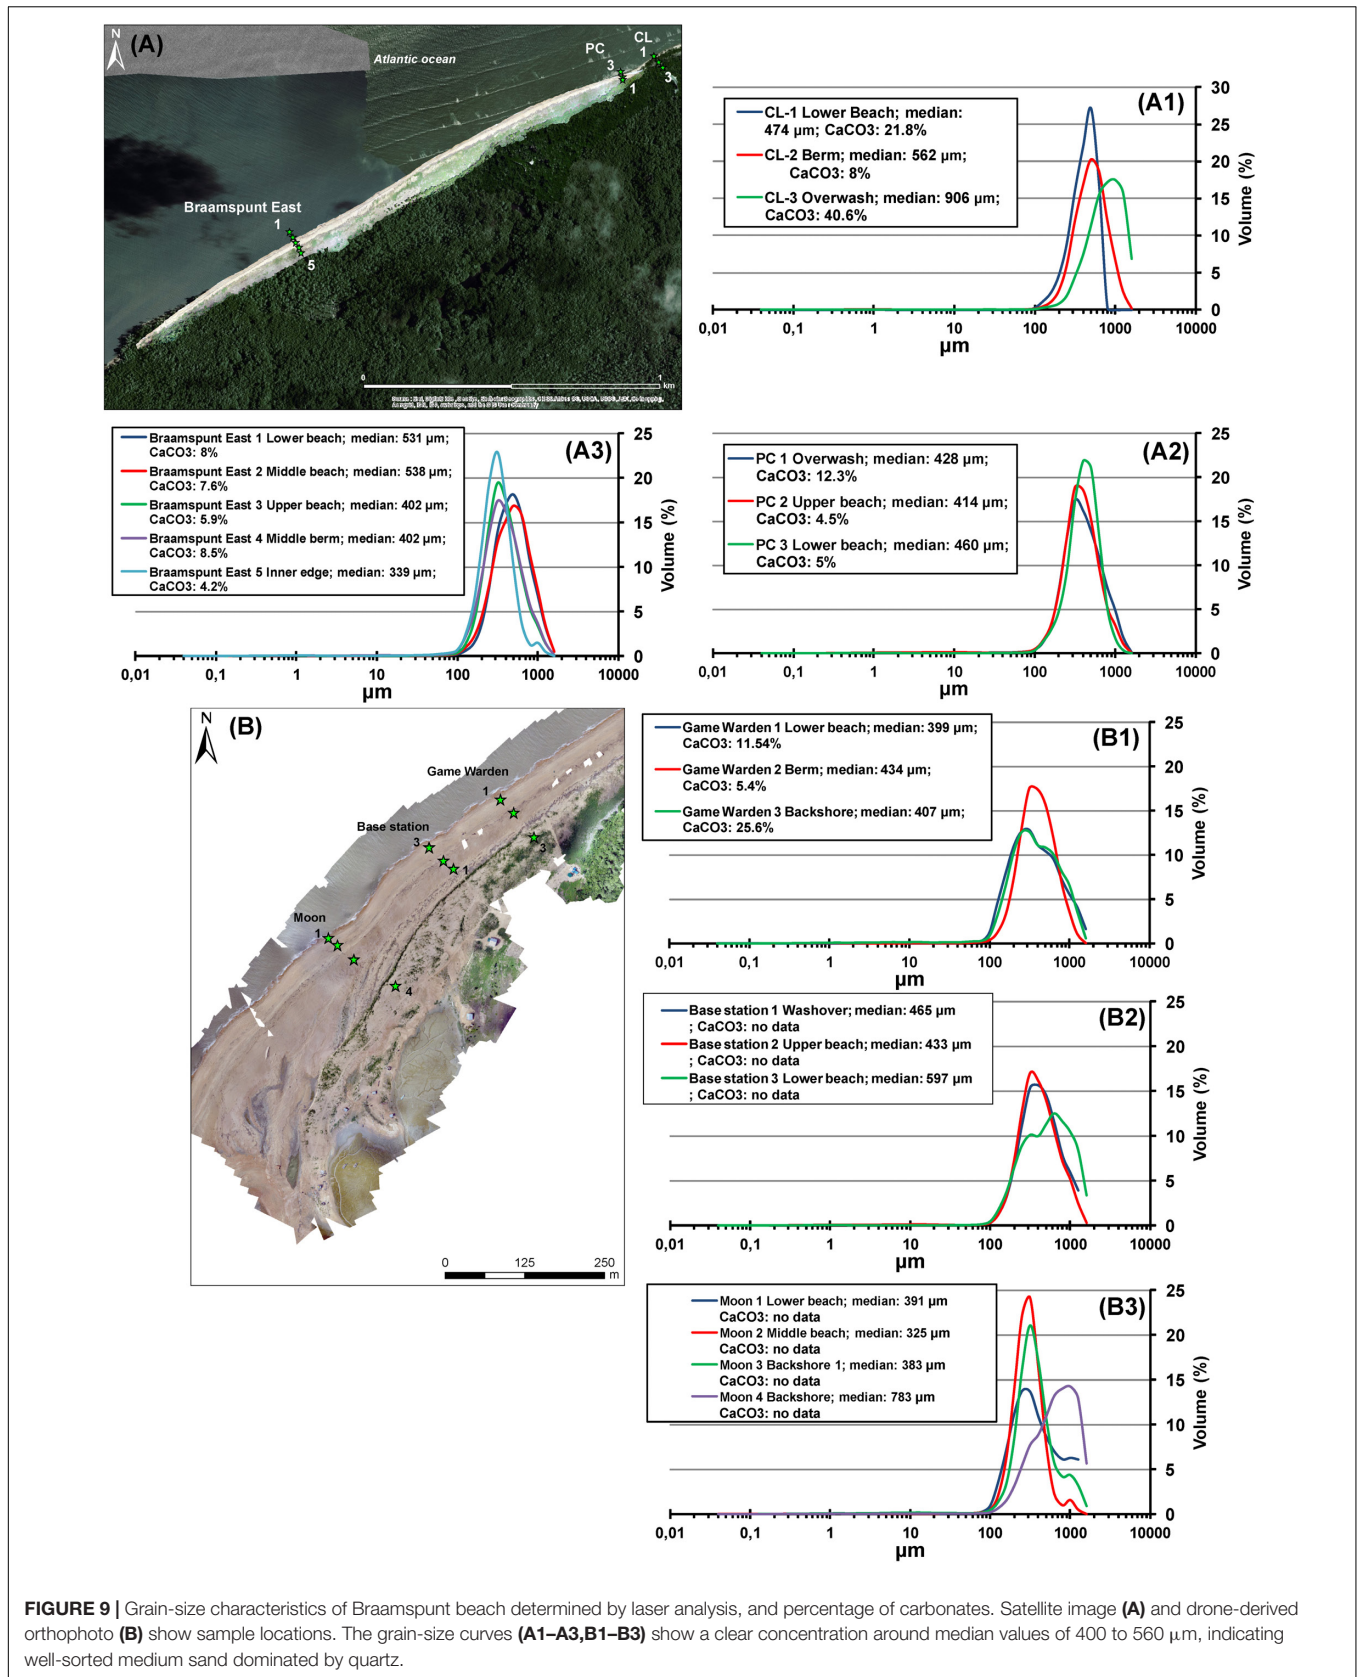 N
(A)
Atlantic ocean
PC
3
1
CL
1
3
Braamspunt East
1
5
0
1
km
(A1)
CL-1 Lower Beach; median:
474 µm; CaCO3: 21.8%
CL-2 Berm; median: 562 µm;
CaCO3: 8%
CL-3 Overwash; median: 906 µm;
CaCO3: 40.6%
30
25
20
15
10
5
0
Volume (%)
0,01 0,1 1 10 100 1000 10000
µm
(A3)
Braamspunt East 1 Lower beach; median: 531 µm;
CaCO3: 8%
Braamspunt East 2 Middle beach; median: 538 µm;
CaCO3: 7.6%
Braamspunt East 3 Upper beach; median: 402 µm;
CaCO3: 5.9%
Braamspunt East 4 Middle berm; median: 402 µm;
CaCO3: 8.5%
Braamspunt East 5 Inner edge; median: 339 µm;
CaCO3: 4.2%
25
20
15
10
5
0
Volume (%)
0,01 0,1 1 10 100 1000 10000
µm
(A2)
PC 1 Overwash; median: 428 µm;
CaCO3: 12.3%
PC 2 Upper beach; median: 414 µm;
CaCO3: 4.5%
PC 3 Lower beach; median: 460 µm;
CaCO3: 5%
25
20
15
10
5
0
Volume (%)
0,01 0,1 1 10 100 1000 10000
µm
N
(B)
Game Warden
1
3
Base station
3
1
Moon
1
4
0 125 250
m
(B1)
Game Warden 1 Lower beach; median: 399 µm;
CaCO3: 11.54%
Game Warden 2 Berm; median: 434 µm;
CaCO3: 5.4%
Game Warden 3 Backshore; median: 407 µm;
CaCO3: 25.6%
25
20
15
10
5
0
Volume (%)
0,01 0,1 1 10 100 1000 10000
µm
(B2)
Base station 1 Washover; median: 465 µm
; CaCO3: no data
Base station 2 Upper beach; median: 433 µm
; CaCO3: no data
Base station 3 Lower beach; median: 597 µm
; CaCO3: no data
25
20
15
10
5
0
Volume (%)
0,01 0,1 1 10 100 1000 10000
µm
(B3)
Moon 1 Lower beach; median: 391 µm
CaCO3: no data
Moon 2 Middle beach; median: 325 µm
CaCO3: no data
Moon 3 Backshore 1; median: 383 µm
CaCO3: no data
Moon 4 Backshore; median: 783 µm
CaCO3: no data
25
20
15
10
5
0
Volume (%)
0,01 0,1 1 10 100 1000 10000
µm
FIGURE 9 | Grain-size characteristics of Braamspunt beach determined by laser analysis, and percentage of carbonates. Satellite image (A) and drone-derived
orthophoto (B) show sample locations. The grain-size curves (A1–A3,B1–B3) show a clear concentration around median values of 400 to 560 µm, indicating
well-sorted medium sand dominated by quartz.